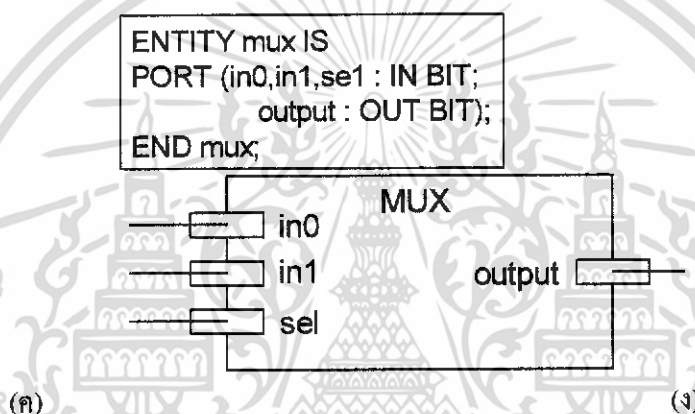 ENTITY mux IS
PORT (in0,in1,se1 : IN BIT;
output : OUT BIT);
END mux;
MUX
in0
in1
output
sel
(ค)
(ง)